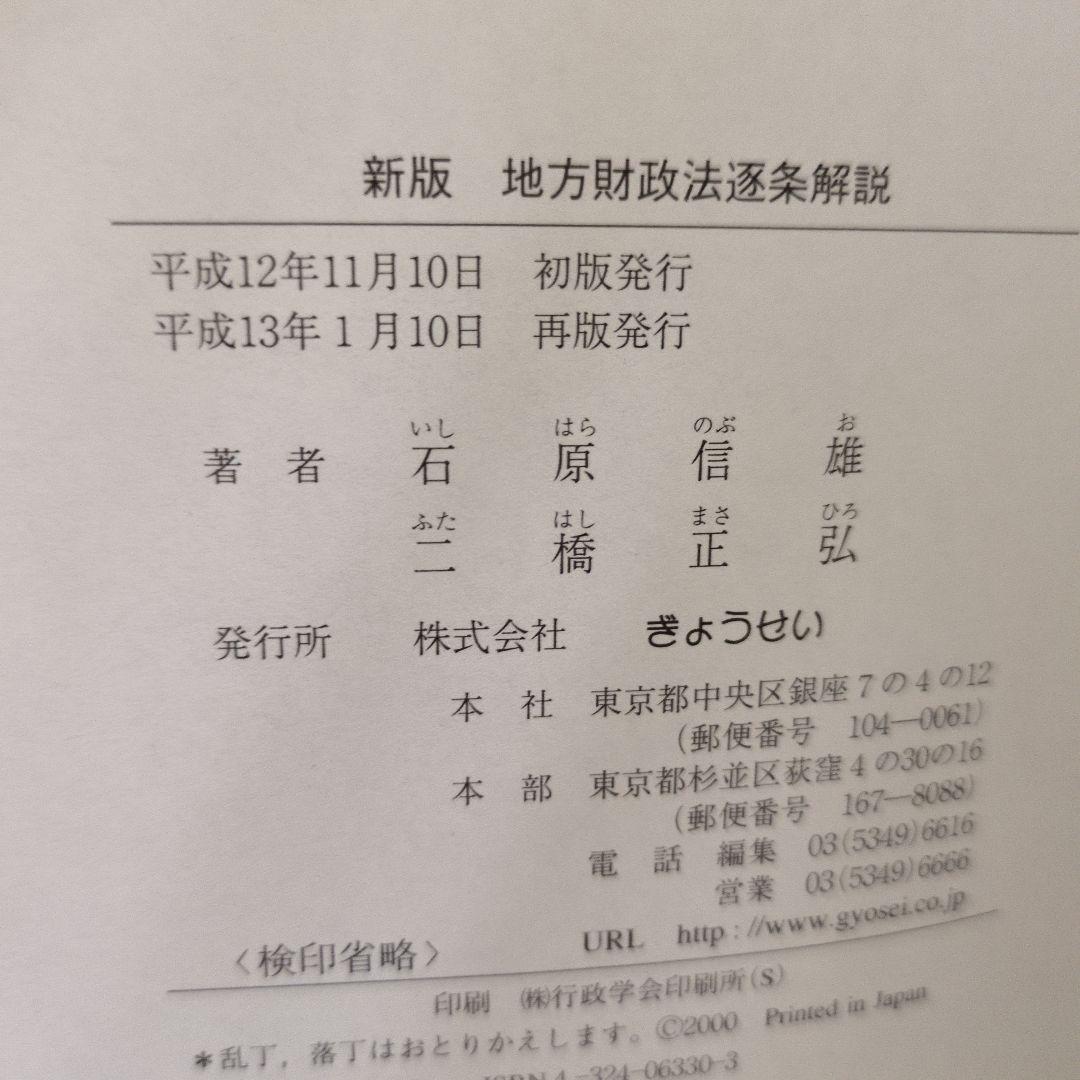 新版　地方財政法逐条解説
平成12年11月10日　初版発行
平成13年 1 月10日　再版発行
いし　はら　のぶ　お
著　者　石　原　信　雄
ふた　はし　まさ　ひろ
二　橋　正　弘
発行所　株式会社　ぎょうせい
本　社　東京都中央区銀座 7 の 4 の12
(郵便番号　104―0061)
本　部　東京都杉並区荻窪 4 の30の16
(郵便番号　167―8088)
電　話　編集　03(5349)6616
営業　03(5349)6666
〈検印省略〉　URL　http://www.gyosei.co.jp
印刷　㈱行政学会印刷所(S)
＊乱丁，落丁はおとりかえします。©2000　Printed in Japan
ISBN 4-324-06330-3